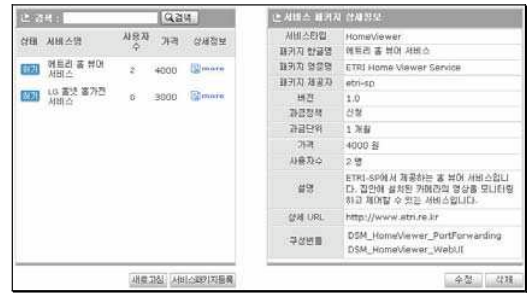 검색 :
검색
상태 서비스명 사용자수 가격 상세정보
허가 에트리 홈 뷰어 서비스 2 4000 more
허가 LG 홈넷 홈가전 서비스 0 3000 more
새로고침 서비스패키지등록
서비스 패키지 상세정보
서비스타입 HomeViewer
패키지 한글명 에트리 홈 뷰어 서비스
패키지 영문명 ETRI Home Viewer Service
패키지 제공자 etri-sp
버전 1.0
과금정책 신청
과금단위 1 개월
가격 4000 원
사용자수 2 명
설명 ETRI-SP에서 제공하는 홈 뷰어 서비스입니
다. 집안에 설치된 카메라의 영상을 모니터링
하고 제어할 수 있는 서비스입니다.
상세 URL http://www.etri.re.kr
구성번들 DSM_HomeViewer_PortForwarding
DSM_HomeViewer_WebUI
수정 삭제